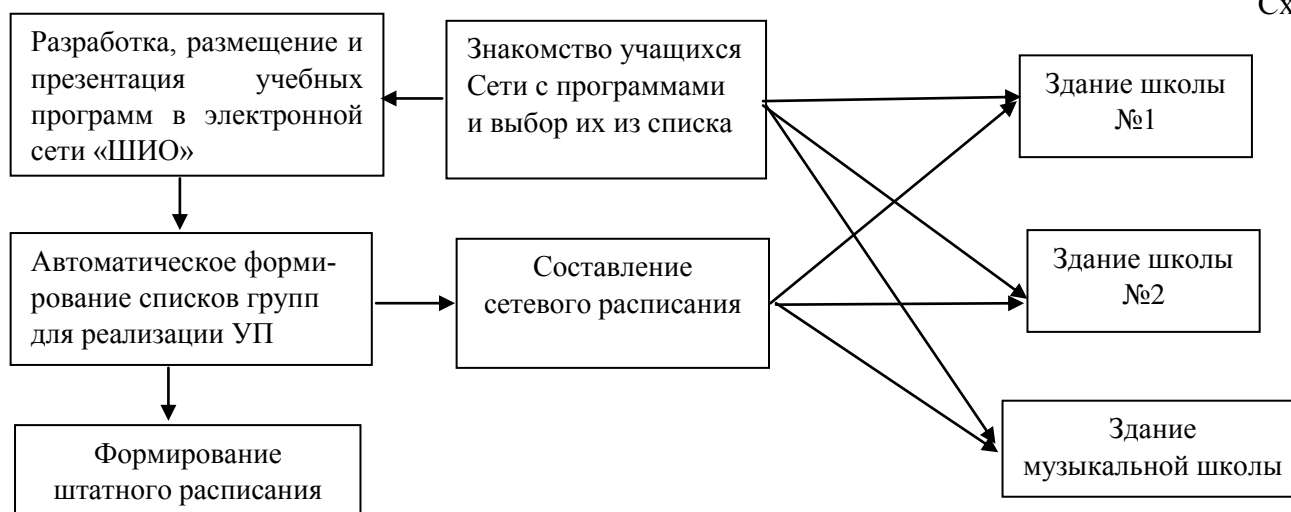 Сх
Разработка, размещение и
презентация учебных
программ в электронной
сети «ШИО»
Знакомство учащихся
Сети с программами
и выбор их из списка
Здание школы
№1
Автоматическое форми-
рование списков групп
для реализации УП
Составление
сетевого расписания
Здание школы
№2
Формирование
штатного расписания
Здание
музыкальной школы